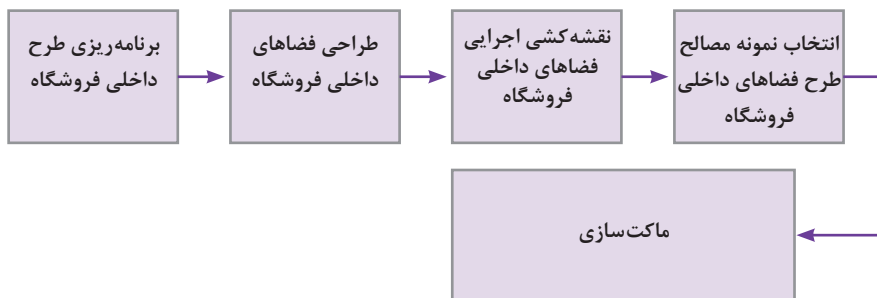 برنامه‌ریزی طرح
داخلی فروشگاه
طراحی فضاهای
داخلی فروشگاه
نقشه‌کشی اجرایی
فضاهای داخلی
فروشگاه
انتخاب نمونه مصالح
طرح فضاهای داخلی
فروشگاه
ماکت‌سازی